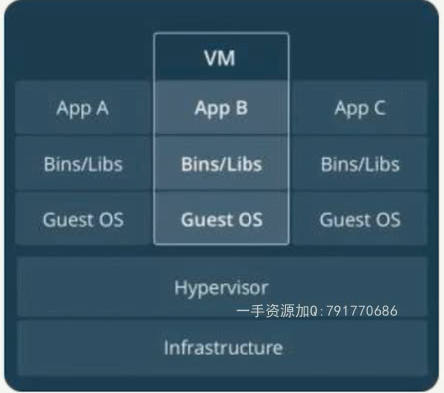 VM
App A App B App C
Bins/Libs Bins/Libs Bins/Libs
Guest OS Guest OS Guest OS
Hypervisor
一手资源加Q:791770686
Infrastructure